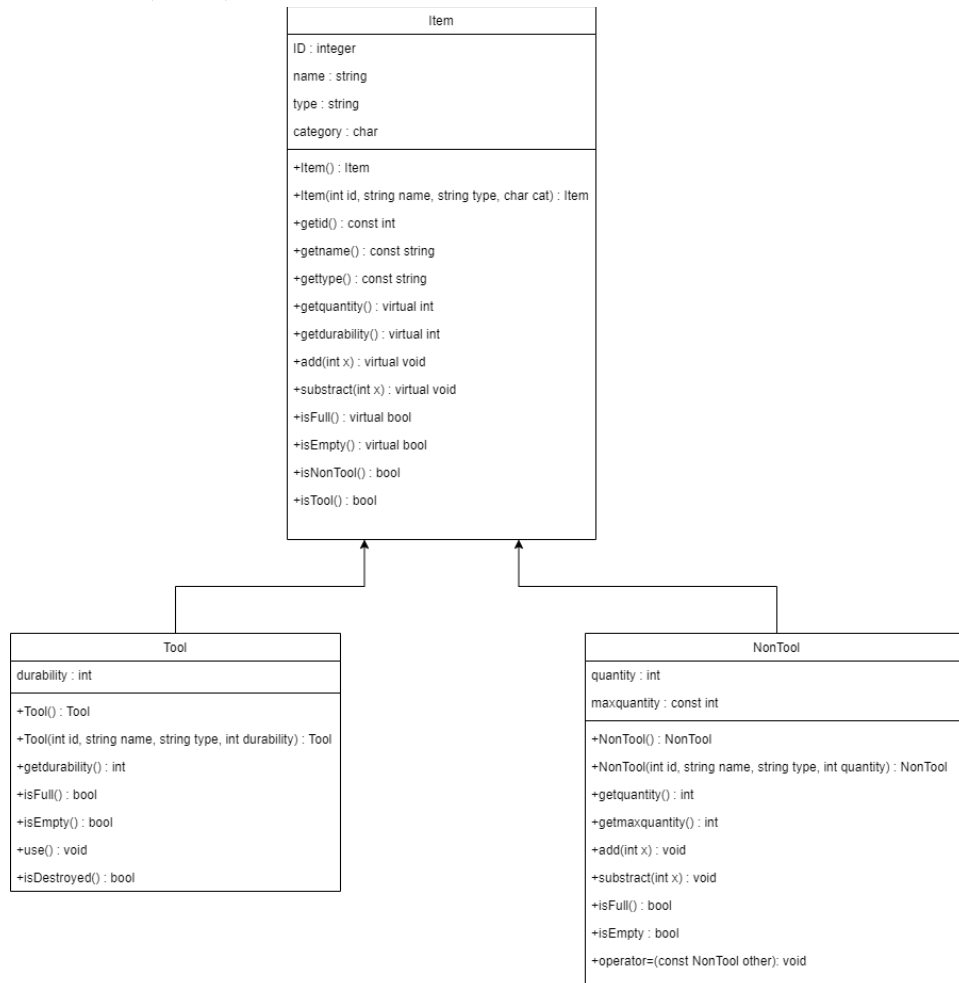 Item
ID : integer
name : string
type : string
category : char
+Item() : Item
+Item(int id, string name, string type, char cat) : Item
+getid() : const int
+getname() : const string
+gettype() : const string
+getquantity() : virtual int
+getdurability() : virtual int
+add(int x) : virtual void
+substract(int x) : virtual void
+isFull() : virtual bool
+isEmpty() : virtual bool
+isNonTool() : bool
+isTool() : bool
Tool
durability : int
+Tool() : Tool
+Tool(int id, string name, string type, int durability) : Tool
+getdurability() : int
+isFull() : bool
+isEmpty() : bool
+use() : void
+isDestroyed() : bool
NonTool
quantity : int
maxquantity : const int
+NonTool() : NonTool
+NonTool(int id, string name, string type, int quantity) : NonTool
+getquantity() : int
+getmaxquantity() : int
+add(int x) : void
+substract(int x) : void
+isFull() : bool
+isEmpty : bool
+operator=(const NonTool other): void